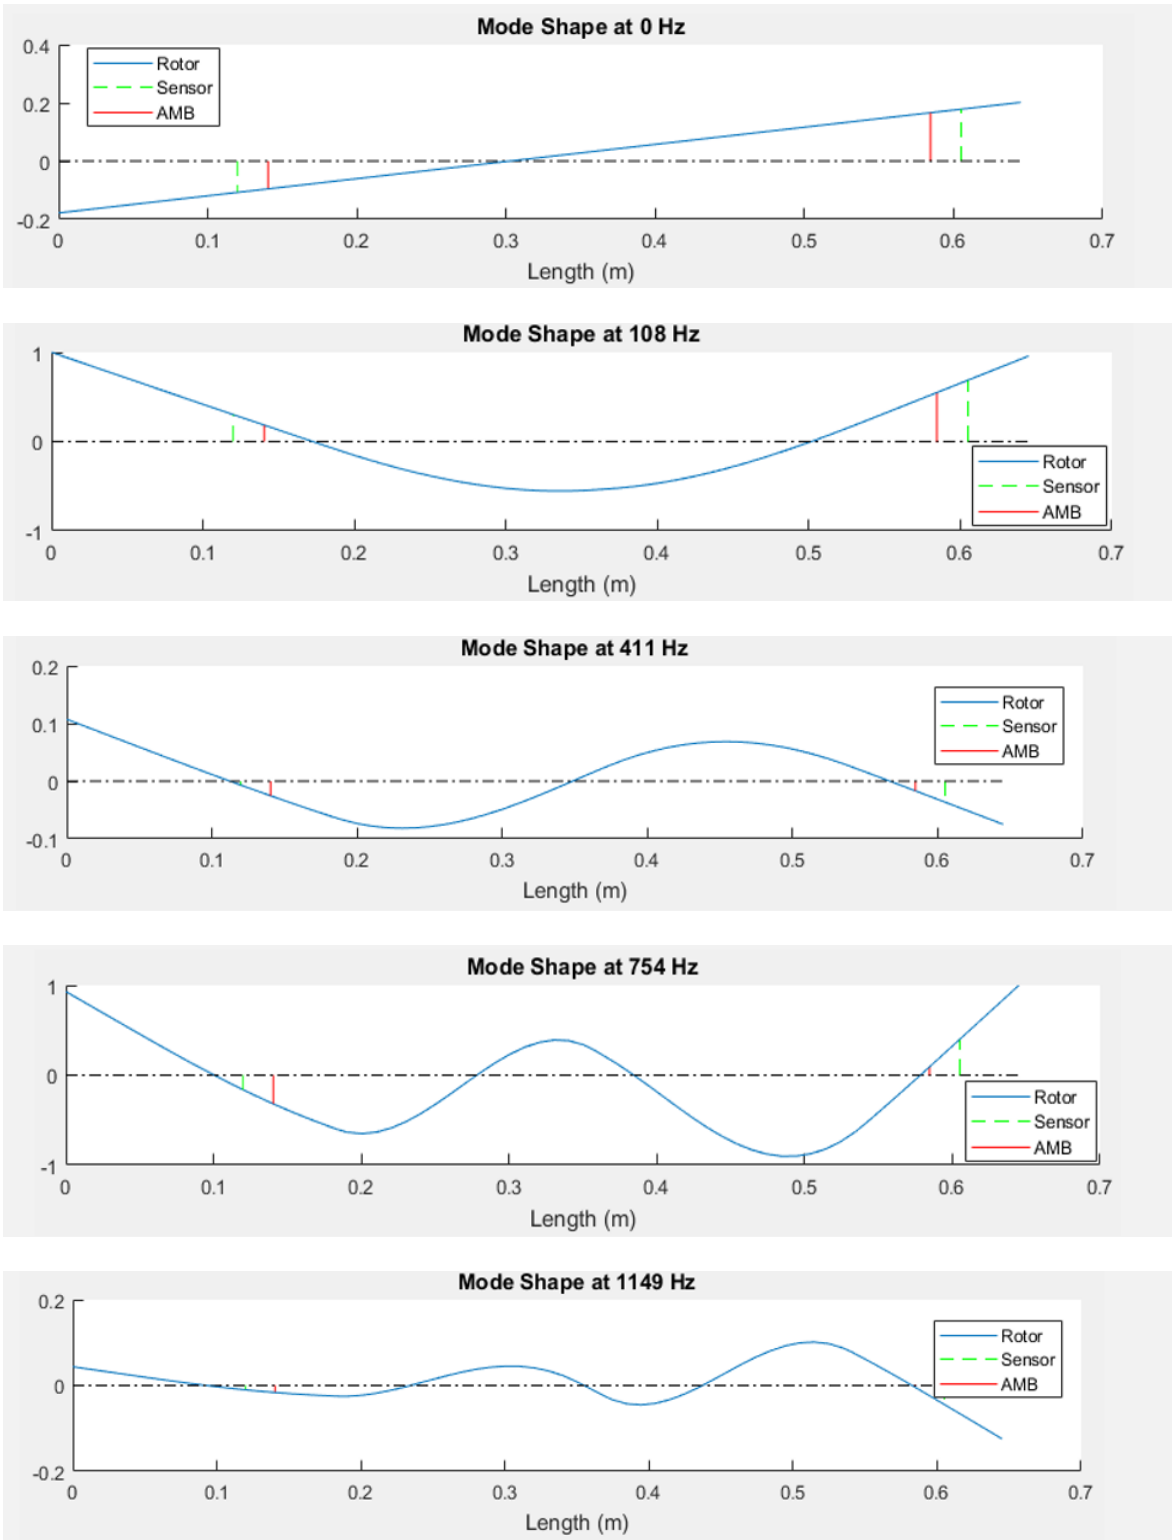 Mode Shape at 0 Hz
0.4
0.2
0
-0.2
Rotor
Sensor
AMB
0 0.1 0.2 0.3 0.4 0.5 0.6 0.7
Length (m)
Mode Shape at 108 Hz
1
0
-1
Rotor
Sensor
AMB
0 0.1 0.2 0.3 0.4 0.5 0.6 0.7
Length (m)
Mode Shape at 411 Hz
0.2
0.1
0
-0.1
Rotor
Sensor
AMB
0 0.1 0.2 0.3 0.4 0.5 0.6 0.7
Length (m)
Mode Shape at 754 Hz
1
0
-1
Rotor
Sensor
AMB
0 0.1 0.2 0.3 0.4 0.5 0.6 0.7
Length (m)
Mode Shape at 1149 Hz
0.2
0
-0.2
Rotor
Sensor
AMB
0 0.1 0.2 0.3 0.4 0.5 0.6 0.7
Length (m)